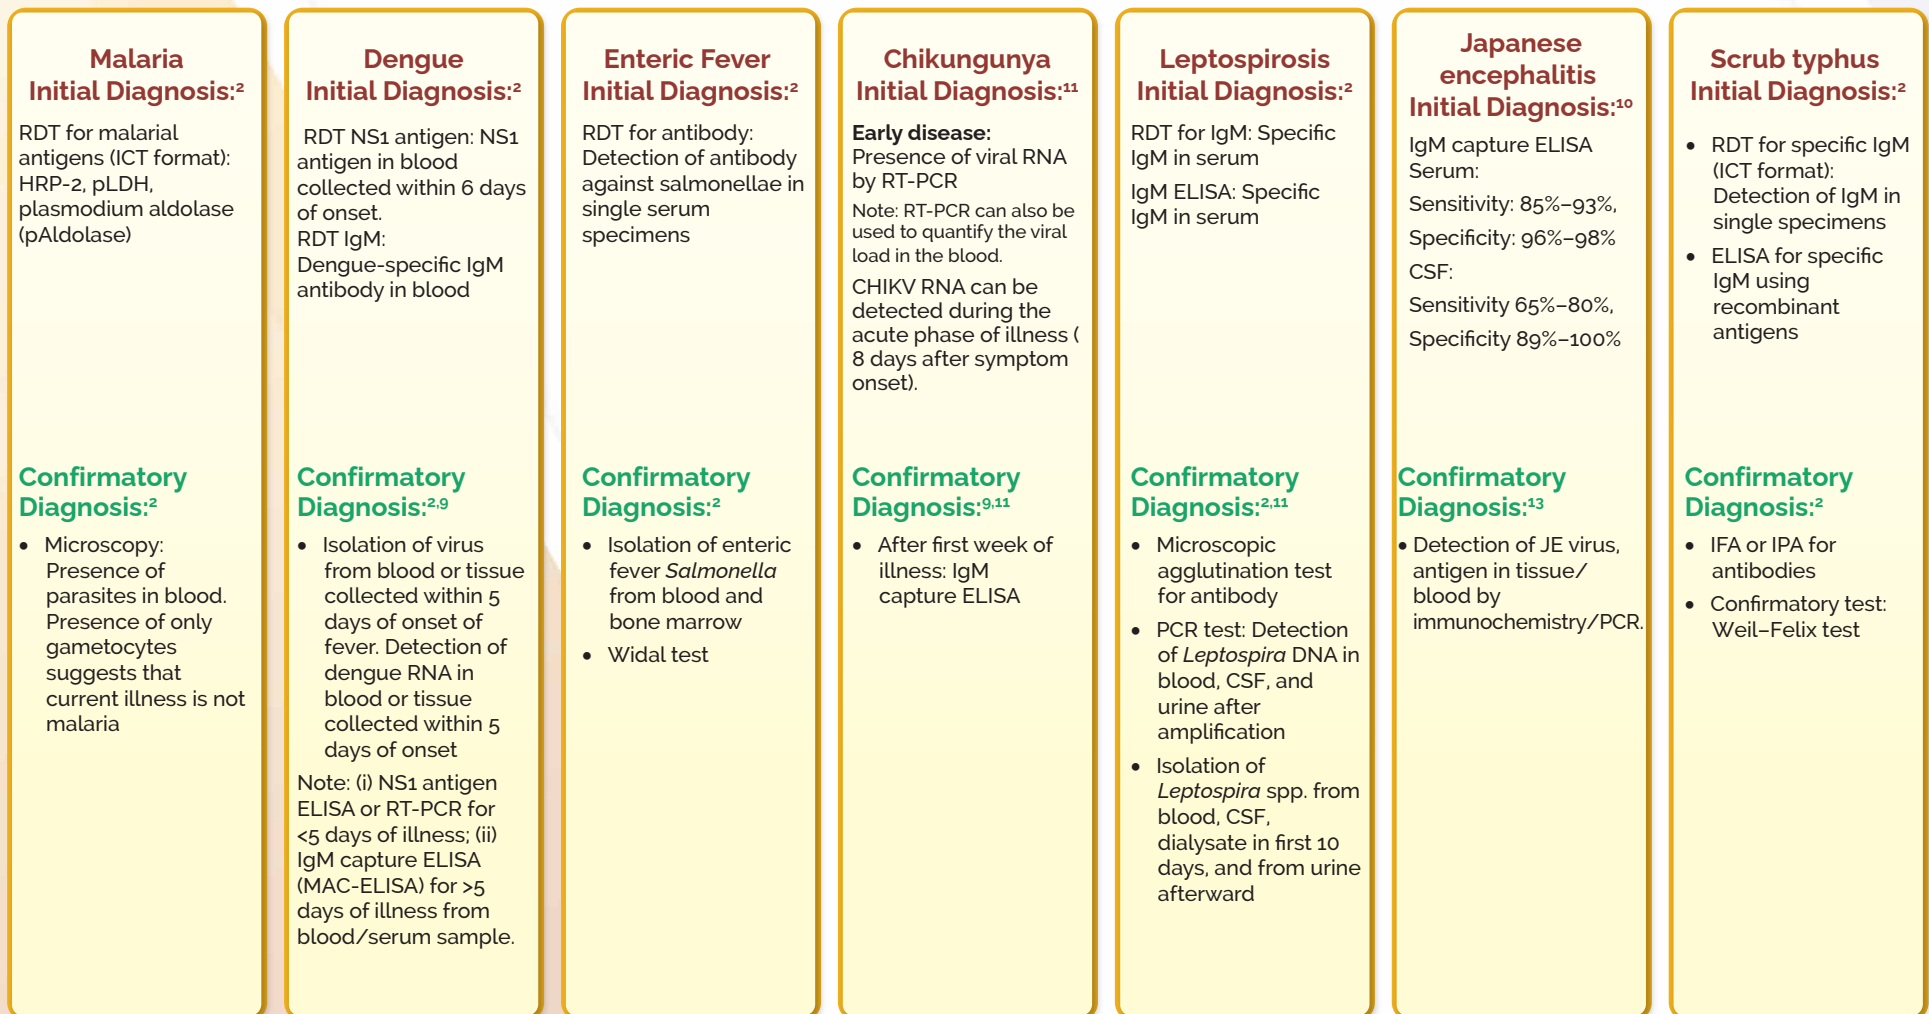 Malaria
Initial Diagnosis:²
RDT for malarial
antigens (ICT format):
HRP-2, pLDH,
plasmodium aldolase
(pAldolase)
Confirmatory
Diagnosis:²
• Microscopy:
Presence of
parasites in blood.
Presence of only
gametocytes
suggests that
current illness is not
malaria
Dengue
Initial Diagnosis:²
RDT NS1 antigen: NS1
antigen in blood
collected within 6 days
of onset.
RDT IgM:
Dengue-specific IgM
antibody in blood
Confirmatory
Diagnosis:²,⁹
• Isolation of virus
from blood or tissue
collected within 5
days of onset of
fever. Detection of
dengue RNA in
blood or tissue
collected within 5
days of onset
Note: (i) NS1 antigen
ELISA or RT-PCR for
<5 days of illness; (ii)
IgM capture ELISA
(MAC-ELISA) for >5
days of illness from
blood/serum sample.
Enteric Fever
Initial Diagnosis:²
RDT for antibody:
Detection of antibody
against salmonellae in
single serum
specimens
Confirmatory
Diagnosis:²
• Isolation of enteric
fever Salmonella
from blood and
bone marrow
• Widal test
Chikungunya
Initial Diagnosis:¹¹
Early disease:
Presence of viral RNA
by RT-PCR
Note: RT-PCR can also be
used to quantify the viral
load in the blood.
CHIKV RNA can be
detected during the
acute phase of illness (
8 days after symptom
onset).
Confirmatory
Diagnosis:⁹,¹¹
• After first week of
illness: IgM
capture ELISA
Leptospirosis
Initial Diagnosis:²
RDT for IgM: Specific
IgM in serum
IgM ELISA: Specific
IgM in serum
Confirmatory
Diagnosis:²,¹¹
• Microscopic
agglutination test
for antibody
• PCR test: Detection
of Leptospira DNA in
blood, CSF, and
urine after
amplification
• Isolation of
Leptospira spp. from
blood, CSF,
dialysate in first 10
days, and from urine
afterward
Japanese
encephalitis
Initial Diagnosis:¹⁰
IgM capture ELISA
Serum:
Sensitivity: 85%–93%,
Specificity: 96%–98%
CSF:
Sensitivity 65%–80%,
Specificity 89%–100%
Confirmatory
Diagnosis:¹³
• Detection of JE virus,
antigen in tissue/
blood by
immunochemistry/PCR.
Scrub typhus
Initial Diagnosis:²
• RDT for specific IgM
(ICT format):
Detection of IgM in
single specimens
• ELISA for specific
IgM using
recombinant
antigens
Confirmatory
Diagnosis:²
• IFA or IPA for
antibodies
• Confirmatory test:
Weil–Felix test